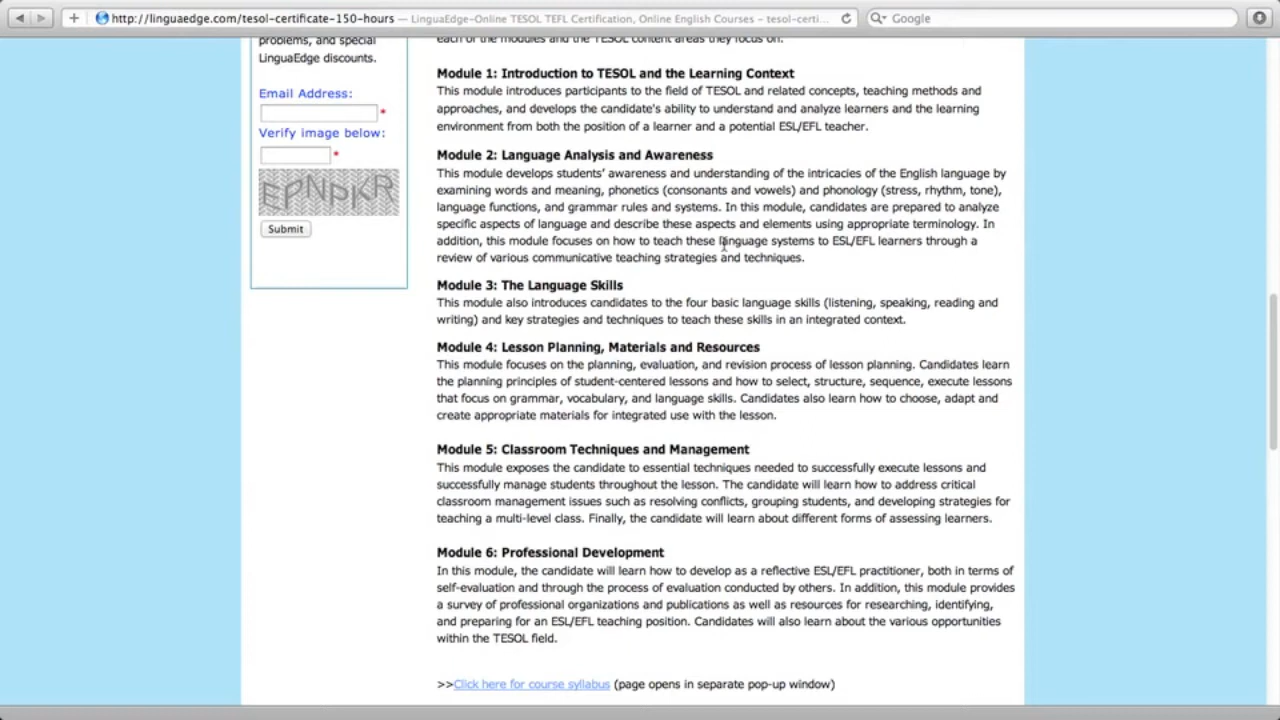 http://linguaedge.com/tesol-certificate-150-hours — LinguaEdge-Online TESOL TEFL Certification, Online English Courses – tesol-certi...
Google
problems, and special
LinguaEdge discounts.
Email Address:
*
Verify image below:
*
EPNPKR
Submit
each of the modules and the TESOL content areas they focus on.
Module 1: Introduction to TESOL and the Learning Context
This module introduces participants to the field of TESOL and related concepts, teaching methods and
approaches, and develops the candidate's ability to understand and analyze learners and the learning
environment from both the position of a learner and a potential ESL/EFL teacher.
Module 2: Language Analysis and Awareness
This module develops students' awareness and understanding of the intricacies of the English language by
examining words and meaning, phonetics (consonants and vowels) and phonology (stress, rhythm, tone),
language functions, and grammar rules and systems. In this module, candidates are prepared to analyze
specific aspects of language and describe these aspects and elements using appropriate terminology. In
addition, this module focuses on how to teach these language systems to ESL/EFL learners through a
review of various communicative teaching strategies and techniques.
Module 3: The Language Skills
This module also introduces candidates to the four basic language skills (listening, speaking, reading and
writing) and key strategies and techniques to teach these skills in an integrated context.
Module 4: Lesson Planning, Materials and Resources
This module focuses on the planning, evaluation, and revision process of lesson planning. Candidates learn
the planning principles of student-centered lessons and how to select, structure, sequence, execute lessons
that focus on grammar, vocabulary, and language skills. Candidates also learn how to choose, adapt and
create appropriate materials for integrated use with the lesson.
Module 5: Classroom Techniques and Management
This module exposes the candidate to essential techniques needed to successfully execute lessons and
successfully manage students throughout the lesson. The candidate will learn how to address critical
classroom management issues such as resolving conflicts, grouping students, and developing strategies for
teaching a multi-level class. Finally, the candidate will learn about different forms of assessing learners.
Module 6: Professional Development
In this module, the candidate will learn how to develop as a reflective ESL/EFL practitioner, both in terms of
self-evaluation and through the process of evaluation conducted by others. In addition, this module provides
a survey of professional organizations and publications as well as resources for researching, identifying,
and preparing for an ESL/EFL teaching position. Candidates will also learn about the various opportunities
within the TESOL field.
>>Click here for course syllabus (page opens in separate pop-up window)